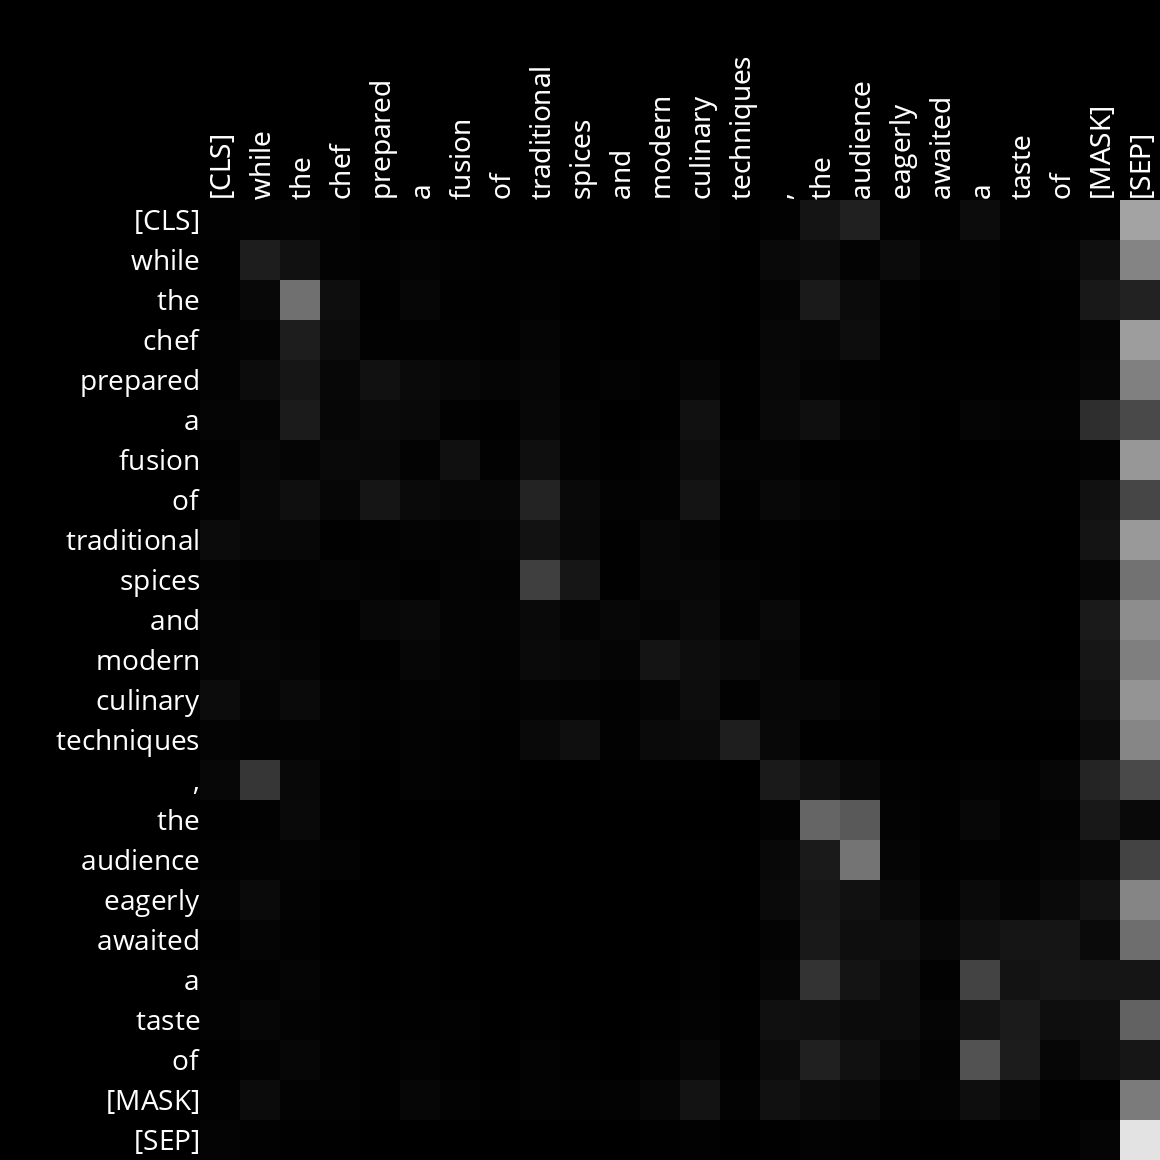 [CLS] while the chef prepared a fusion of traditional spices and modern culinary techniques , the audience eagerly awaited a taste of [MASK] [SEP]
[CLS]
while
the
chef
prepared
a
fusion
of
traditional
spices
and
modern
culinary
techniques
,
the
audience
eagerly
awaited
a
taste
of
[MASK]
[SEP]